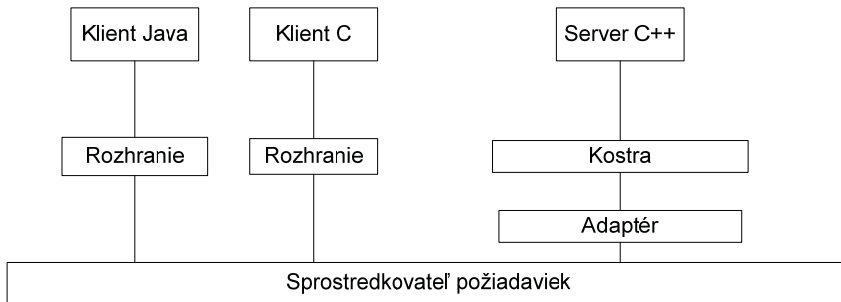 Klient Java
Klient C
Server C++
Rozhranie
Rozhranie
Kostra
Adaptér
Sprostredkovateľ požiadaviek